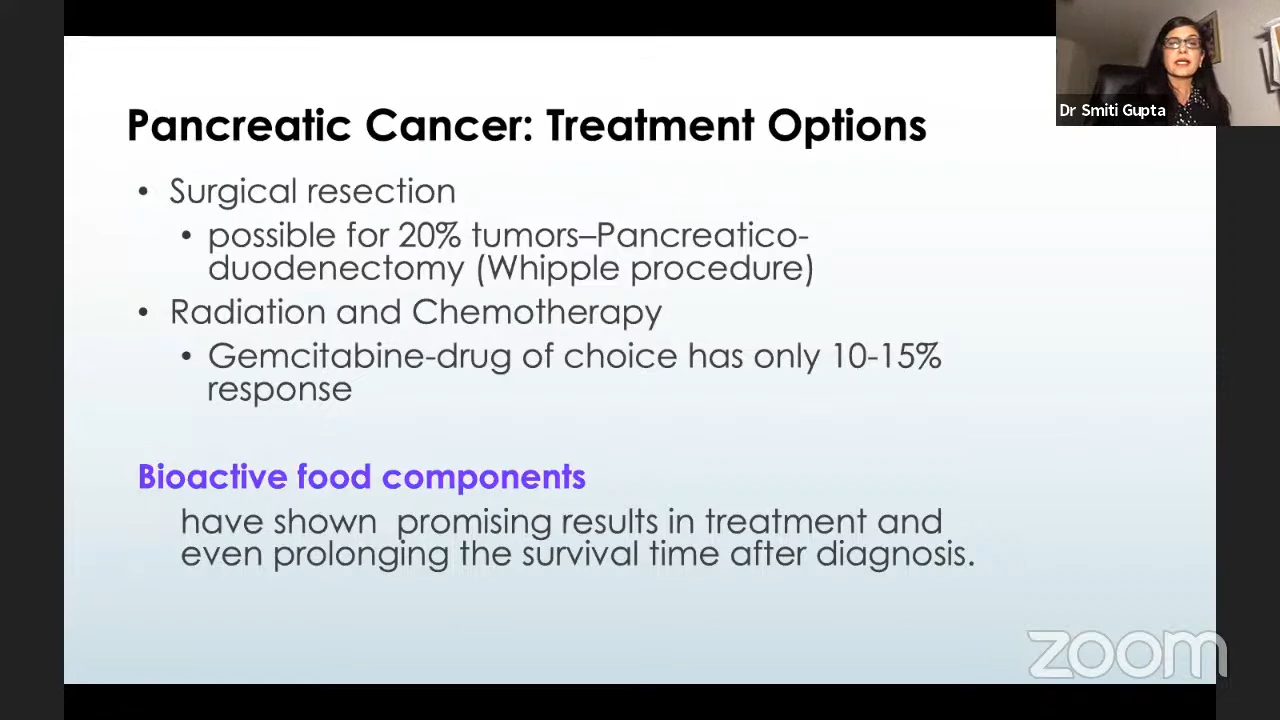 Dr Smiti Gupta
Pancreatic Cancer: Treatment Options
• Surgical resection
• possible for 20% tumors–Pancreatico-
duodenectomy (Whipple procedure)
• Radiation and Chemotherapy
• Gemcitabine-drug of choice has only 10-15%
response
Bioactive food components
have shown promising results in treatment and
even prolonging the survival time after diagnosis.
zoom